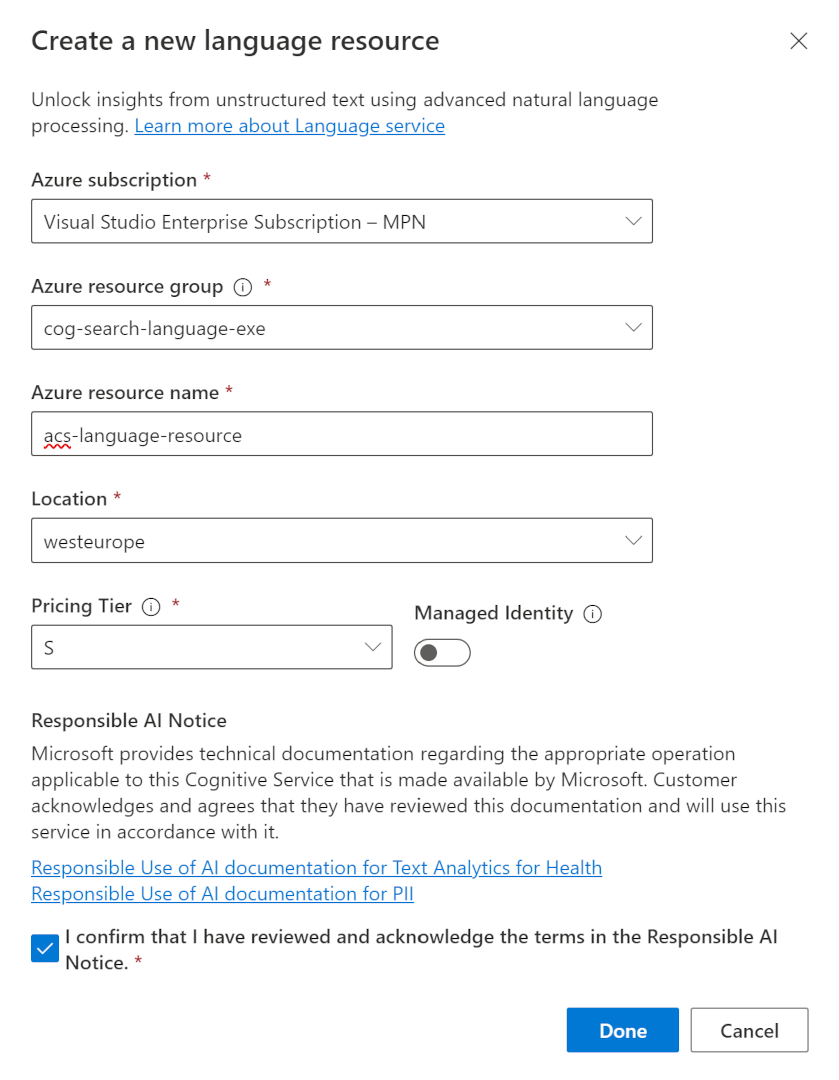 Create a new language resource
Unlock insights from unstructured text using advanced natural language
processing. Learn more about Language service
Azure subscription *
Visual Studio Enterprise Subscription – MPN
Azure resource group *
cog-search-language-exe
Azure resource name *
acs-language-resource
Location *
westeurope
Pricing Tier *
Managed Identity
S
Responsible AI Notice
Microsoft provides technical documentation regarding the appropriate operation
applicable to this Cognitive Service that is made available by Microsoft. Customer
acknowledges and agrees that they have reviewed this documentation and will use this
service in accordance with it.
Responsible Use of AI documentation for Text Analytics for Health
Responsible Use of AI documentation for PII
I confirm that I have reviewed and acknowledge the terms in the Responsible AI
Notice. *
Done
Cancel